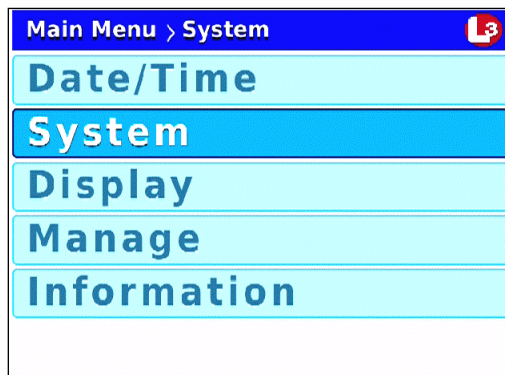 Main Menu > System
L3
Date/Time
System
Display
Manage
Information